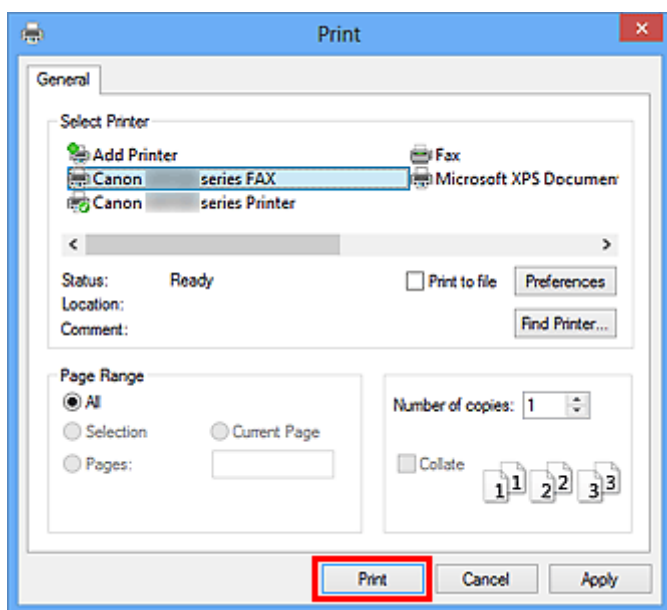 Print
General
Select Printer
Add Printer
Fax
Canon series FAX
Microsoft XPS Documen
Canon series Printer
Status: Ready
Print to file
Preferences
Location:
Find Printer...
Comment:
Page Range
All
Number of copies: 1
Selection
Current Page
Pages:
Collate
1 1 2 2 3 3
Print
Cancel
Apply